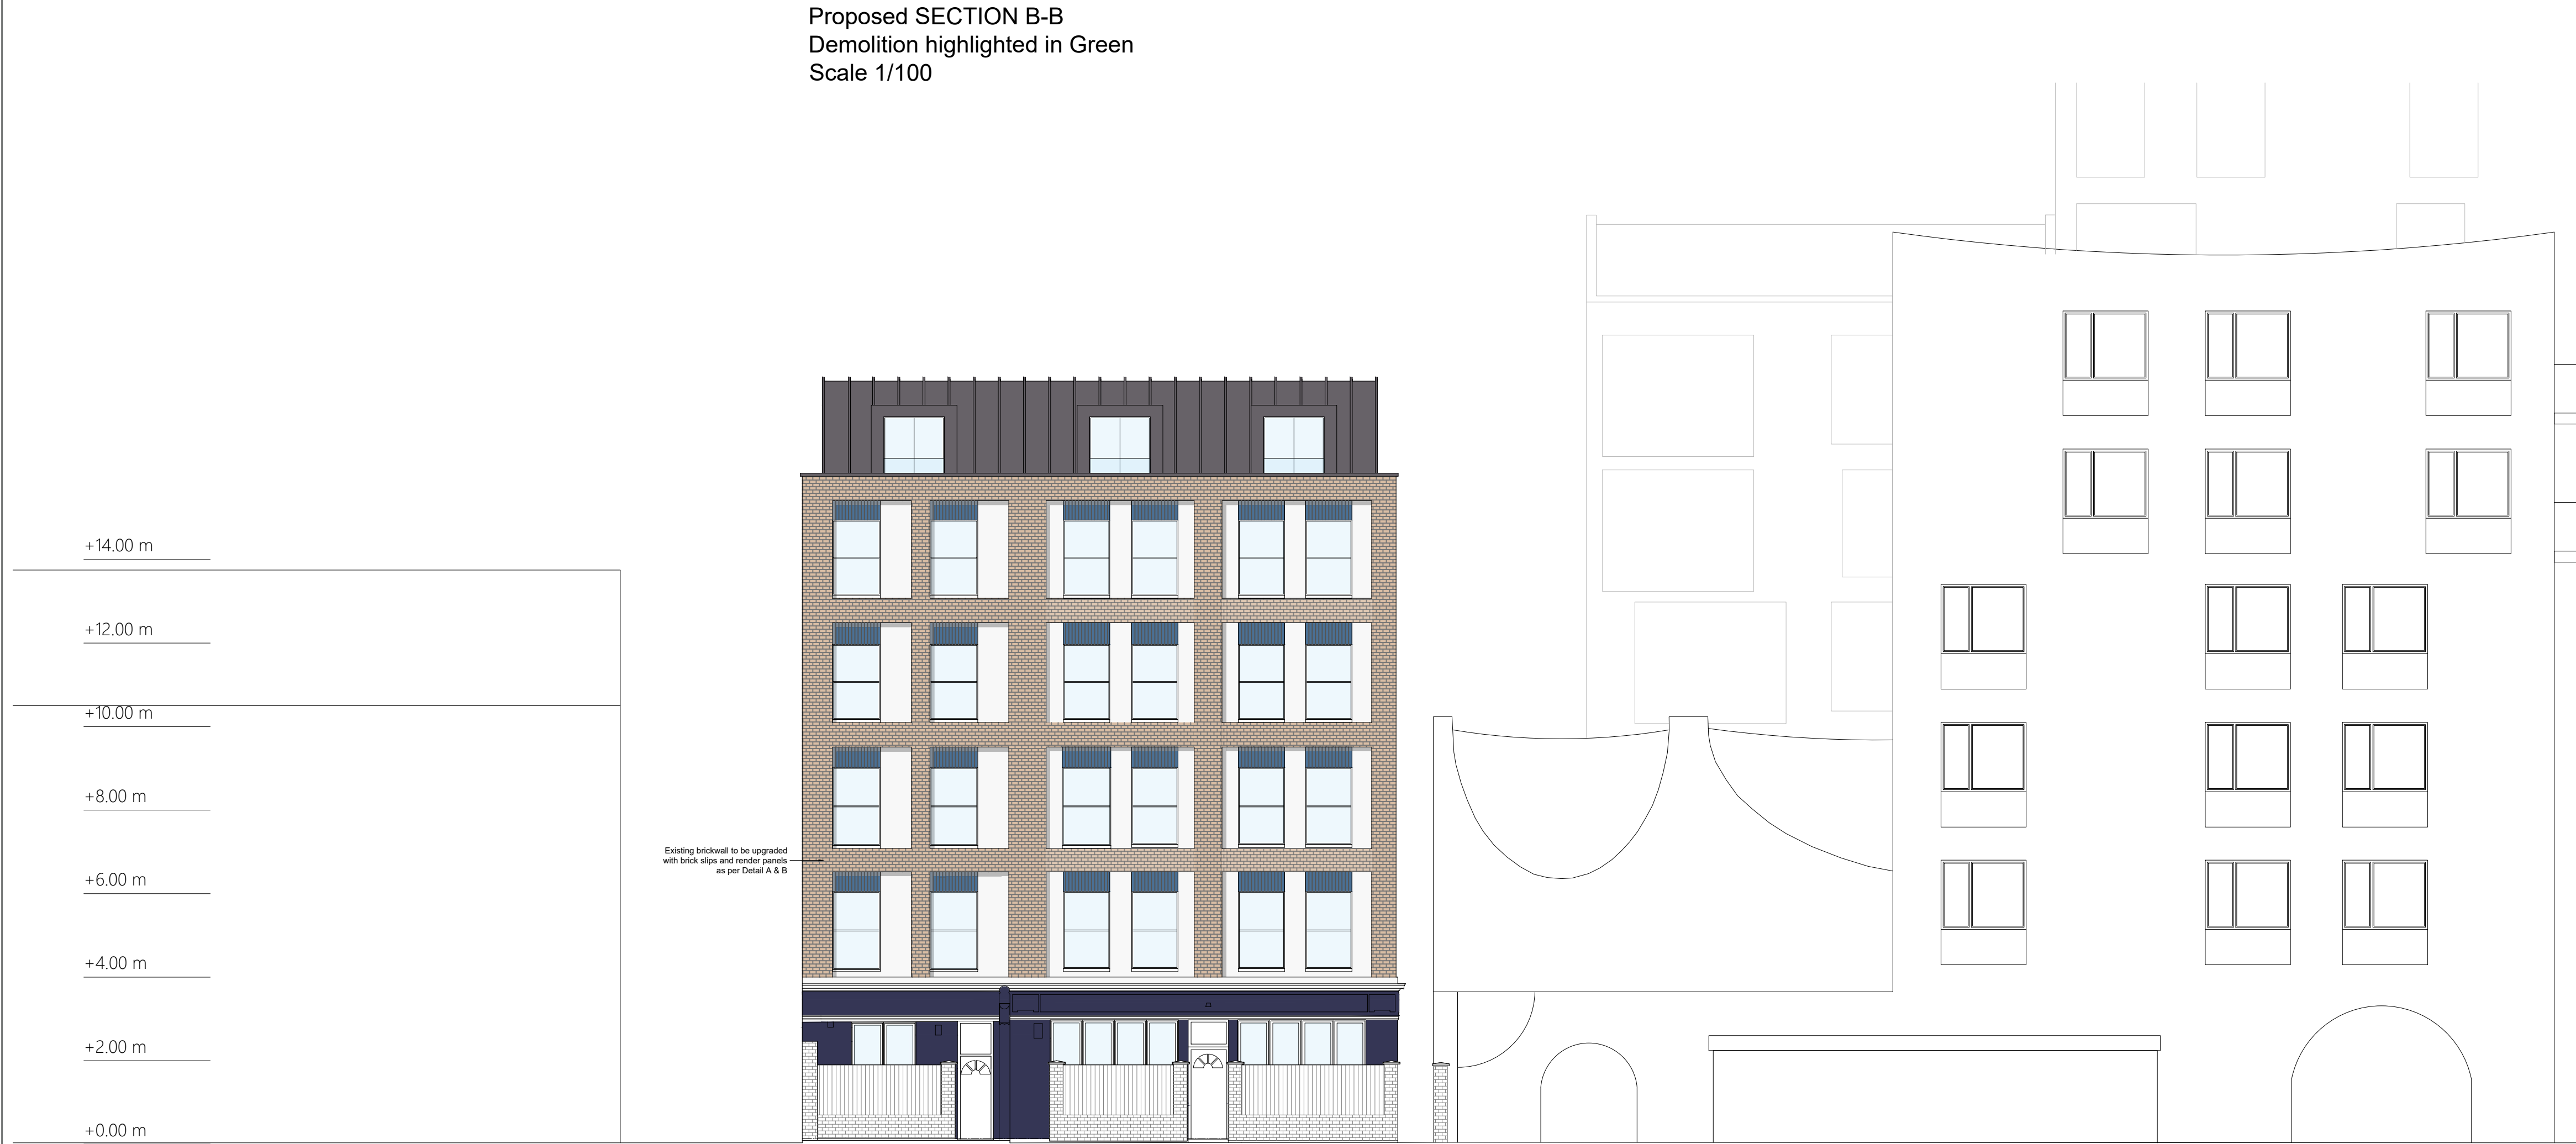 Proposed SECTION B-B
Demolition highlighted in Green
Scale 1/100
+14.00 m
+12.00 m
+10.00 m
+8.00 m
Existing brickwall to be upgraded
with brick slips and render panels
as per Detail A & B
+6.00 m
+4.00 m
+2.00 m
+0.00 m